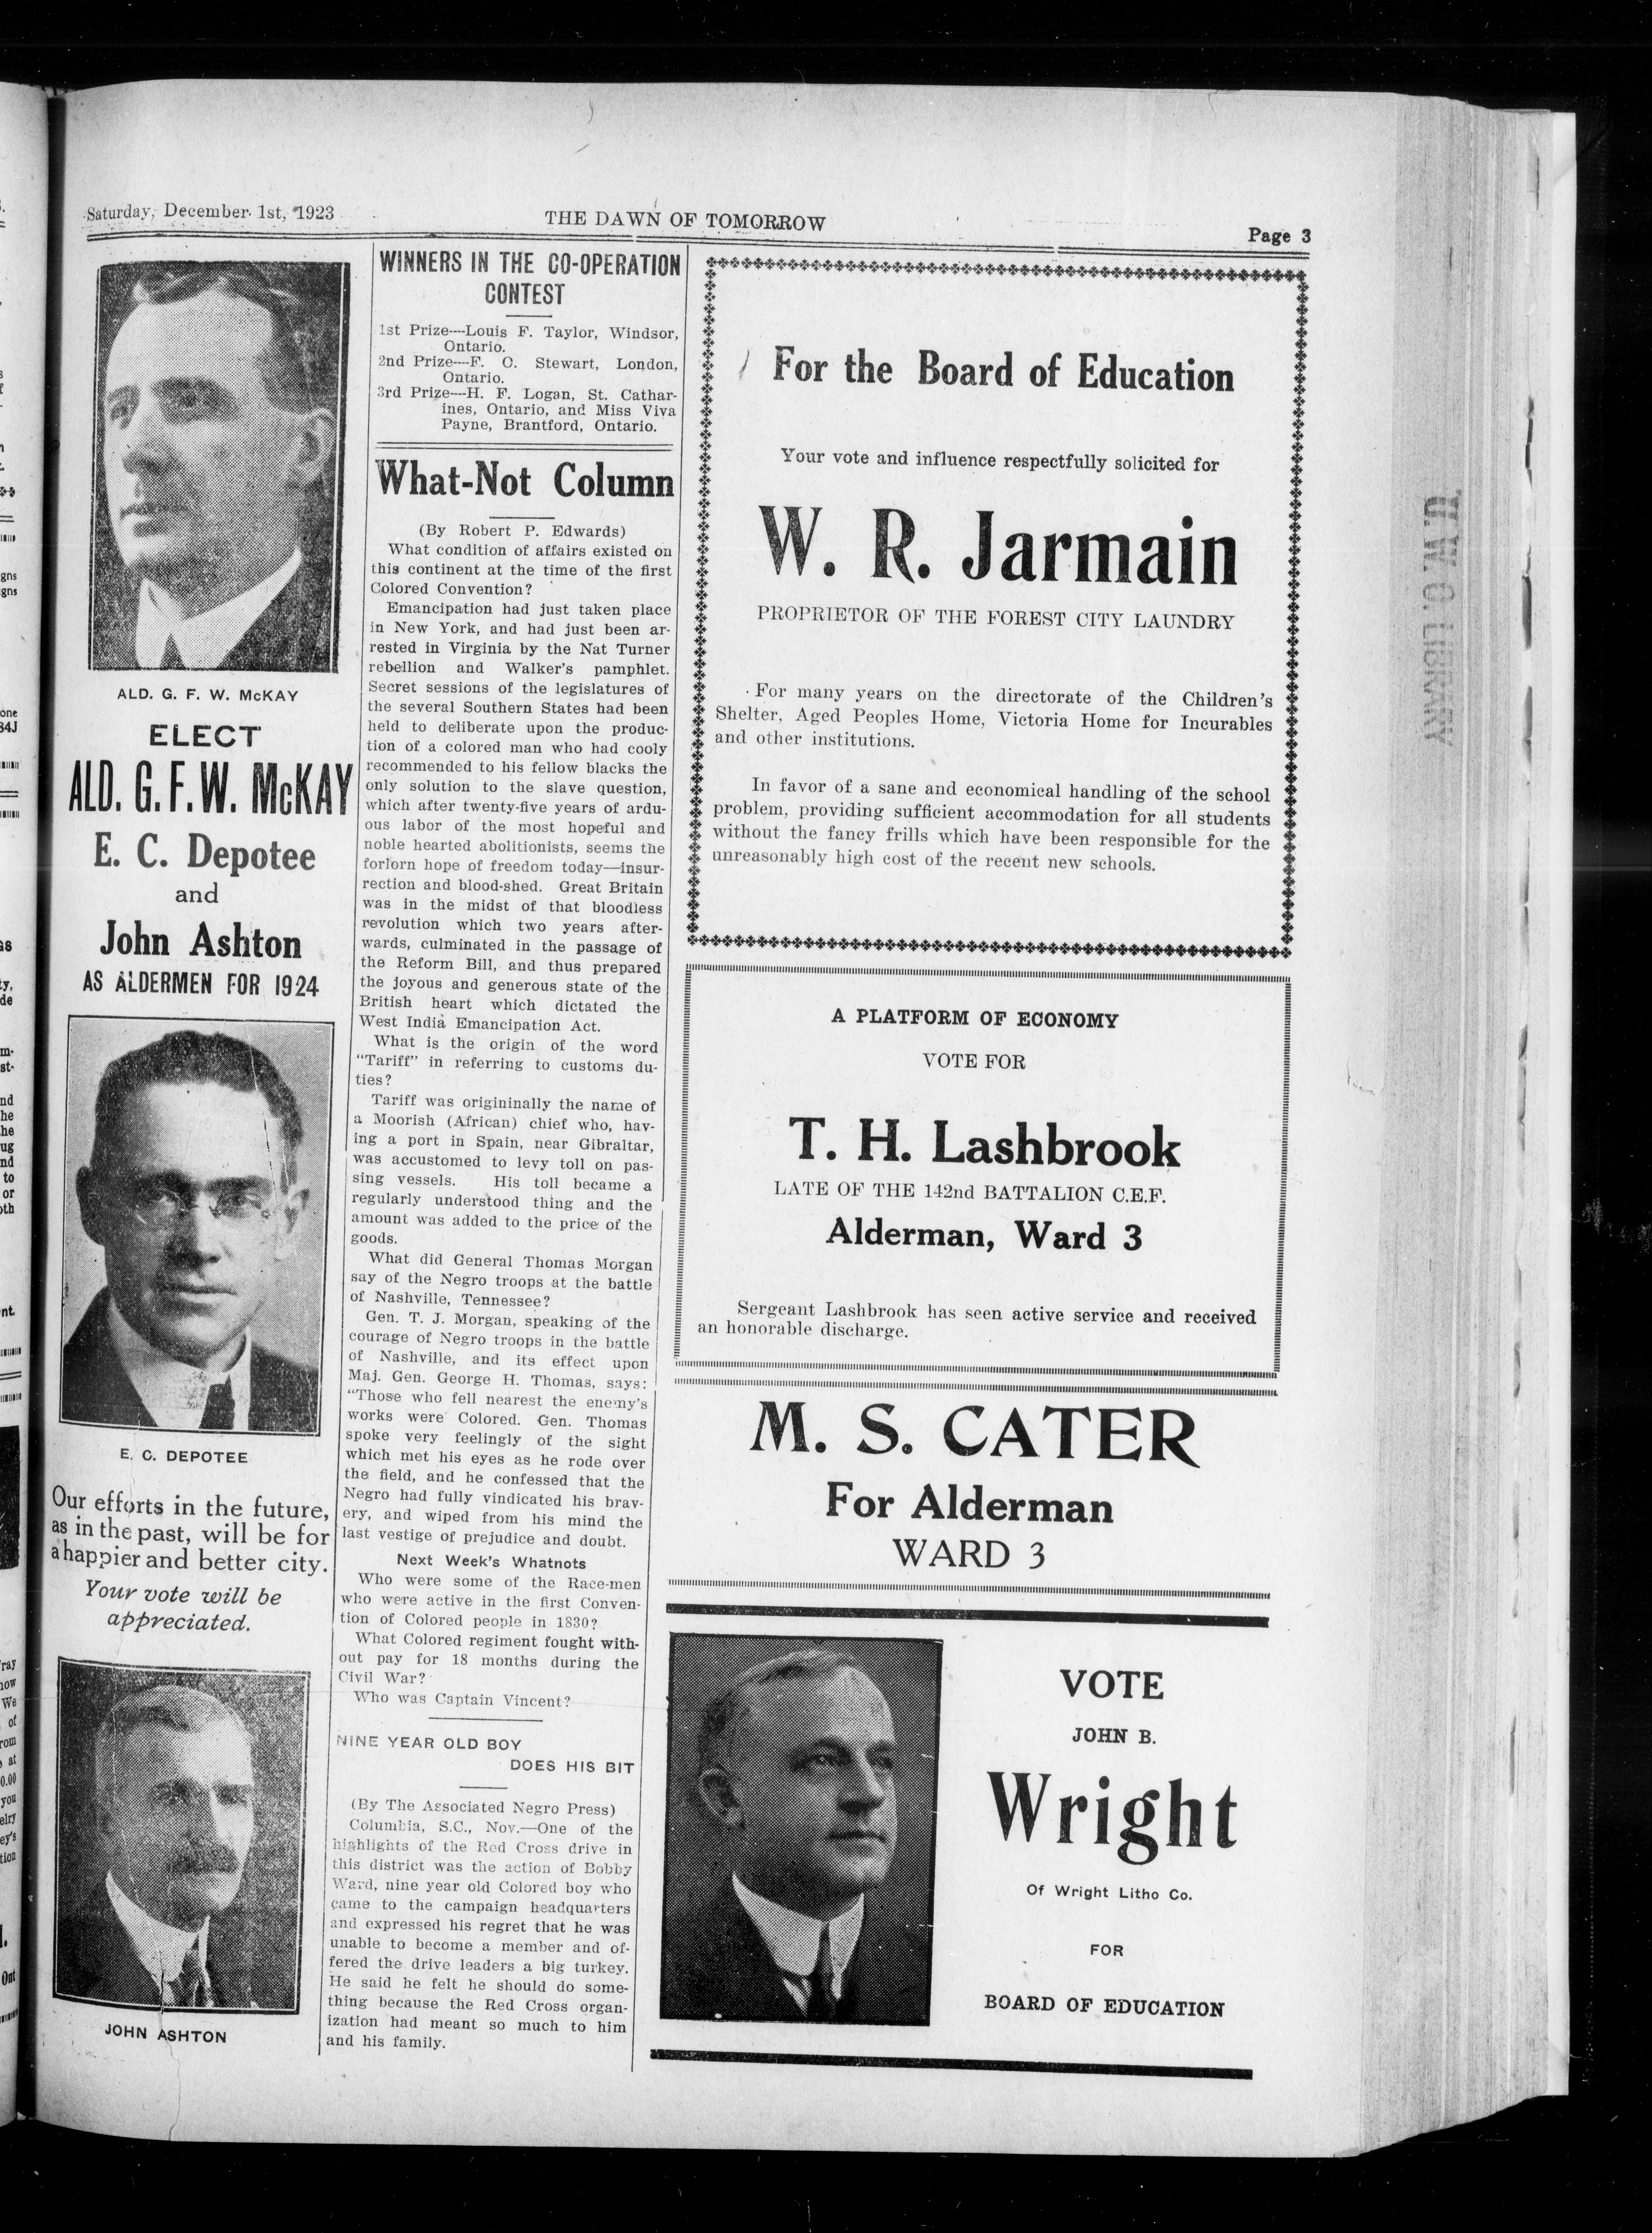 Saturday, December 1st, 1923
THE DAWN OF TOMORROW
Page 3
ALD. G. F. W. McKAY
ELECT
ALD. G. F. W. McKAY
E. C. Depotee
and
John Ashton
AS ALDERMEN FOR 1924
E. C. DEPOTEE
Our efforts in the future,
as in the past, will be for
a happier and better city.
Your vote will be
appreciated.
JOHN ASHTON
WINNERS IN THE CO-OPERATION
CONTEST
1st Prize---Louis F. Taylor, Windsor,
Ontario.
2nd Prize---F. C. Stewart, London,
Ontario.
3rd Prize---H. F. Logan, St. Cathar-
ines, Ontario, and Miss Viva
Payne, Brantford, Ontario.
What-Not Column
(By Robert P. Edwards)
What condition of affairs existed on
this continent at the time of the first
Colored Convention?
Emancipation had just taken place
in New York, and had just been ar-
rested in Virginia by the Nat Turner
rebellion and Walker's pamphlet.
Secret sessions of the legislatures of
the several Southern States had been
held to deliberate upon the produc-
tion of a colored man who had cooly
recommended to his fellow blacks the
only solution to the slave question,
which after twenty-five years of ardu-
ous labor of the most hopeful and
noble hearted abolitionists, seems the
forlorn hope of freedom today—insur-
rection and blood-shed. Great Britain
was in the midst of that bloodless
revolution which two years after-
wards, culminated in the passage of
the Reform Bill, and thus prepared
the joyous and generous state of the
British heart which dictated the
West India Emancipation Act.
What is the origin of the word
"Tariff" in referring to customs du-
ties?
Tariff was origininally the name of
a Moorish (African) chief who, hav-
ing a port in Spain, near Gibraltar,
was accustomed to levy toll on pas-
sing vessels. His toll became a
regularly understood thing and the
amount was added to the price of the
goods.
What did General Thomas Morgan
say of the Negro troops at the battle
of Nashville, Tennessee?
Gen. T. J. Morgan, speaking of the
courage of Negro troops in the battle
of Nashville, and its effect upon
Maj. Gen. George H. Thomas, says:
"Those who fell nearest the enemy's
works were Colored. Gen. Thomas
spoke very feelingly of the sight
which met his eyes as he rode over
the field, and he confessed that the
Negro had fully vindicated his brav-
ery, and wiped from his mind the
last vestige of prejudice and doubt.
Next Week's Whatnots
Who were some of the Race-men
who were active in the first Conven-
tion of Colored people in 1830?
What Colored regiment fought with-
out pay for 18 months during the
Civil War?
Who was Captain Vincent?
NINE YEAR OLD BOY
DOES HIS BIT
(By The Associated Negro Press)
Columbia, S.C., Nov.—One of the
highlights of the Red Cross drive in
this district was the action of Bobby
Ward, nine year old Colored boy who
came to the campaign headquarters
and expressed his regret that he was
unable to become a member and of-
fered the drive leaders a big turkey.
He said he felt he should do some-
thing because the Red Cross organ-
ization had meant so much to him
and his family.
For the Board of Education
Your vote and influence respectfully solicited for
W. R. Jarmain
PROPRIETOR OF THE FOREST CITY LAUNDRY
For many years on the directorate of the Children's
Shelter, Aged Peoples Home, Victoria Home for Incurables
and other institutions.
In favor of a sane and economical handling of the school
problem, providing sufficient accommodation for all students
without the fancy frills which have been responsible for the
unreasonably high cost of the recent new schools.
A PLATFORM OF ECONOMY
VOTE FOR
T. H. Lashbrook
LATE OF THE 142nd BATTALION C.E.F.
Alderman, Ward 3
Sergeant Lashbrook has seen active service and received
an honorable discharge.
M. S. CATER
For Alderman
WARD 3
VOTE
JOHN B.
Wright
Of Wright Litho Co.
FOR
BOARD OF EDUCATION
U. W. O. LIBRARY